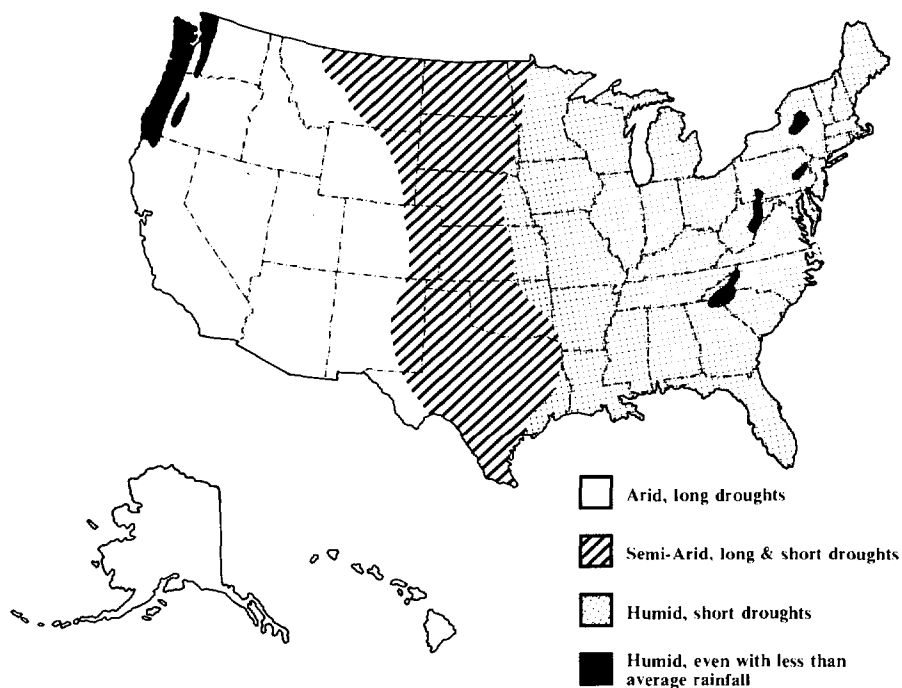 Arid, long droughts
Semi-Arid, long & short droughts
Humid, short droughts
Humid, even with less than
average rainfall